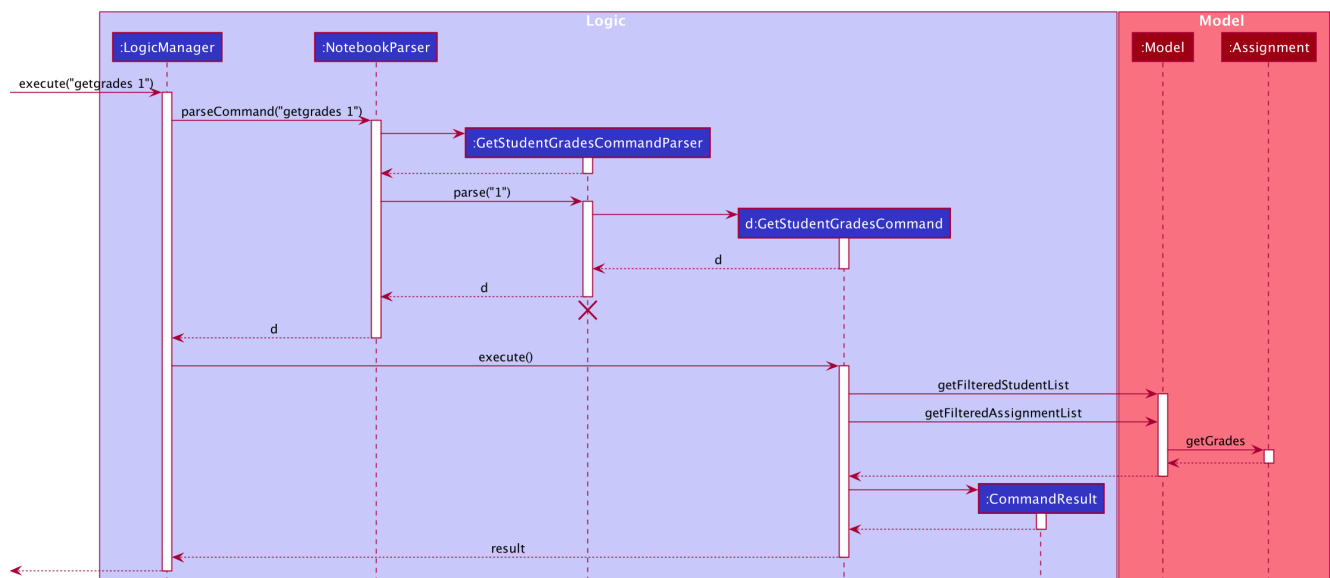 Logic
Model
:LogicManager
:NotebookParser
:Model
:Assignment
execute("getgrades 1")
parseCommand("getgrades 1")
:GetStudentGradesCommandParser
parse("1")
d:GetStudentGradesCommand
d
d
d
execute()
getFilteredStudentList
getFilteredAssignmentList
getGrades
:CommandResult
result